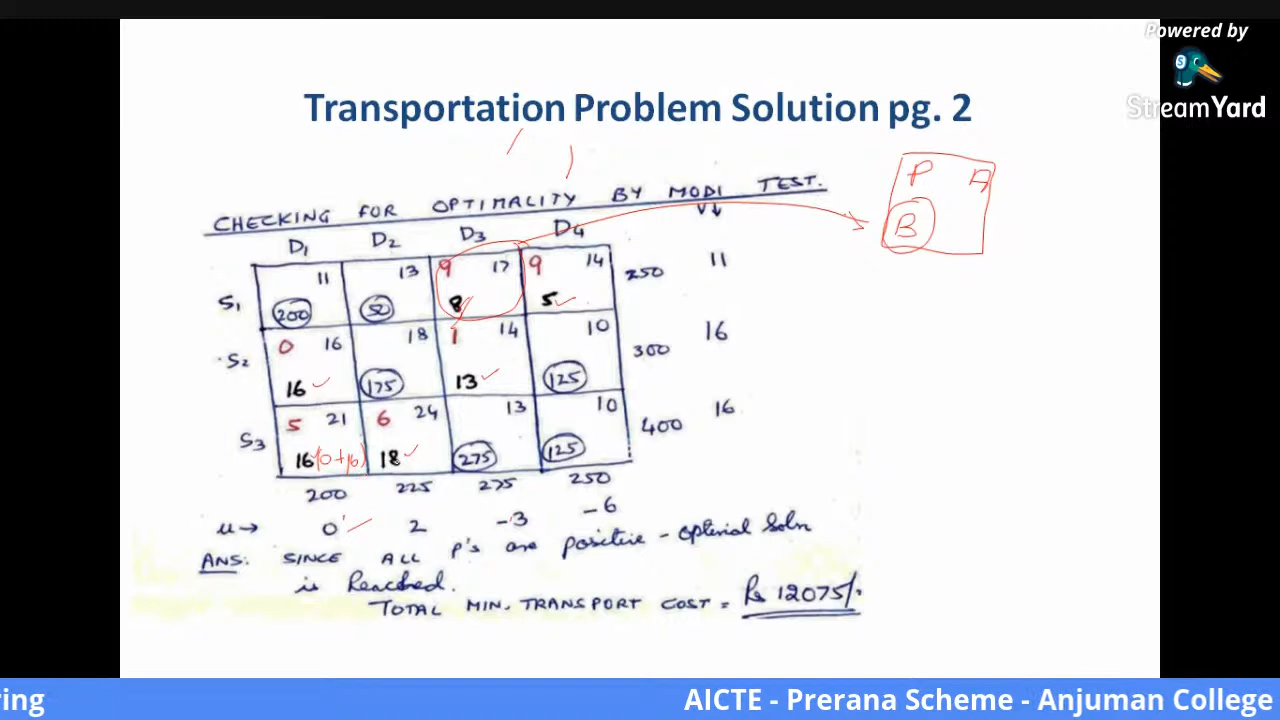 Powered by
StreamYard
Transportation Problem Solution pg. 2
P A
B
CHECKING FOR OPTIMALITY BY MODI TEST.
V↓
D1 D2 D3 D4
S1 11 200 13 50 9 17 8 9 14 5 ✓ 250 11
S2 0 16 16 ✓ 18 175 1 14 13 ✓ 10 125 300 16
S3 5 21 16 (0+16) 6 24 18 ✓ 13 275 10 125 400 16
200 225 275 250
u→ 0 2 -3 -6
ANS: SINCE ALL P's are positive - optimal Soln
is Reached.
TOTAL MIN. TRANSPORT COST = Rs 12075/-
ring AICTE - Prerana Scheme - Anjuman College